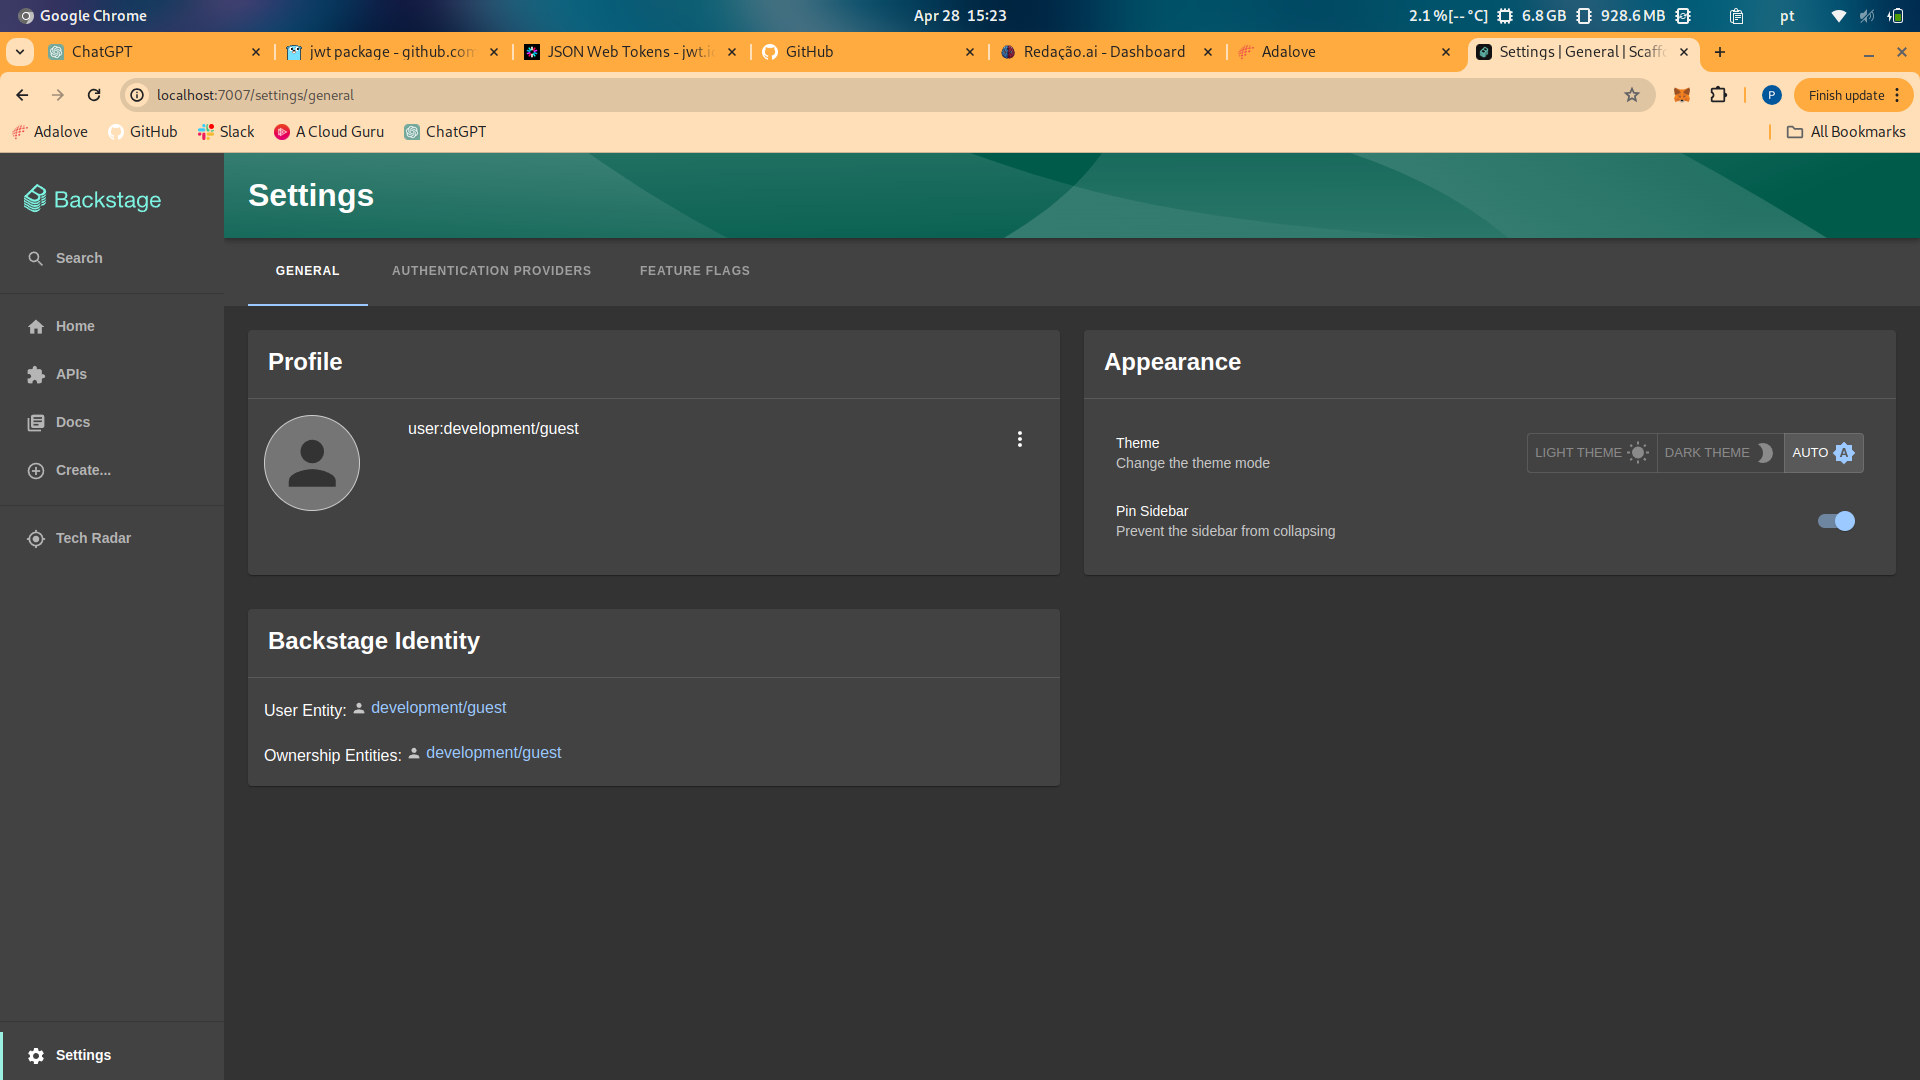 Google Chrome
Apr 28 15:23
2.1 %[-- °C] 6.8 GB 928.6 MB pt
ChatGPT
jwt package - github.com
JSON Web Tokens - jwt.i
GitHub
Redação.ai - Dashboard
Adalove
Settings | General | Scaffo
localhost:7007/settings/general
P
Finish update
Adalove
GitHub
Slack
A Cloud Guru
ChatGPT
All Bookmarks
Backstage
Search
Home
APIs
Docs
Create...
Tech Radar
Settings
Settings
GENERAL
AUTHENTICATION PROVIDERS
FEATURE FLAGS
Profile
user:development/guest
Appearance
Theme
Change the theme mode
LIGHT THEME
DARK THEME
AUTO A
Pin Sidebar
Prevent the sidebar from collapsing
Backstage Identity
User Entity: development/guest
Ownership Entities: development/guest